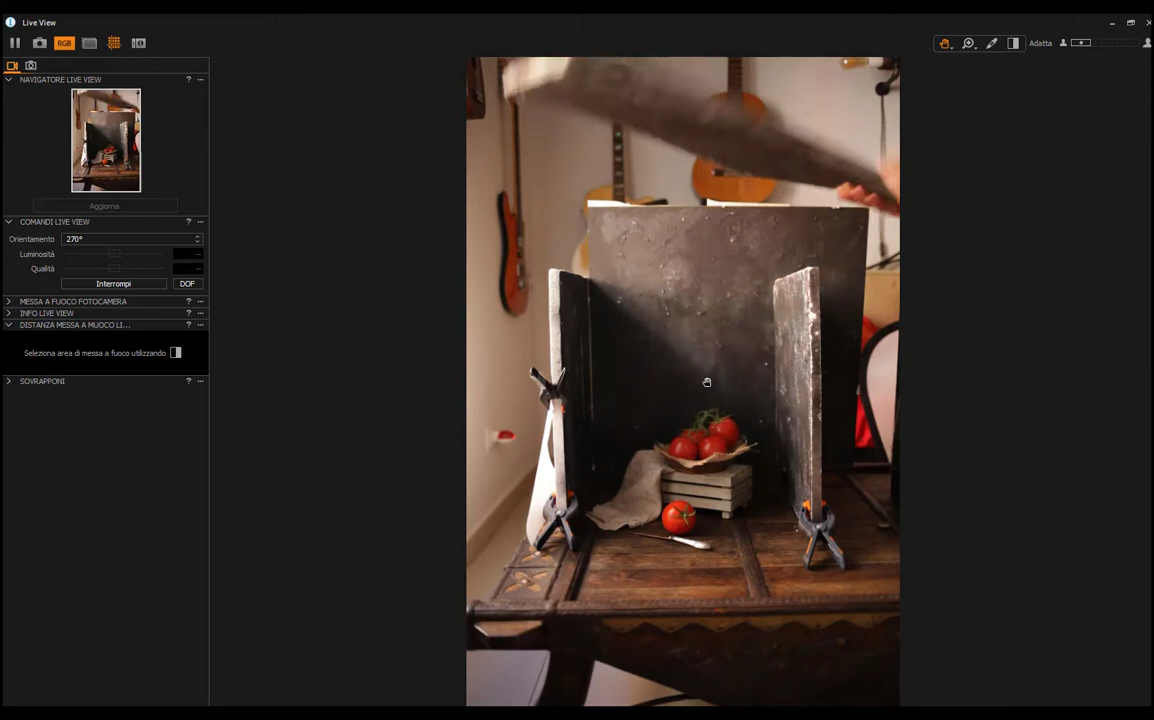 Live View
RGB
Adatta
NAVIGATORE LIVE VIEW ? ...
Aggiorna
COMANDI LIVE VIEW ? ...
Orientamento 270°
Luminosità --
Qualità --
Interrompi DOF
MESSA A FUOCO FOTOCAMERA ? ...
INFO LIVE VIEW ? ...
DISTANZA MESSA A MUOCO LI... ? ...
Seleziona area di messa a fuoco utilizzando
SOVRAPPONI ? ...